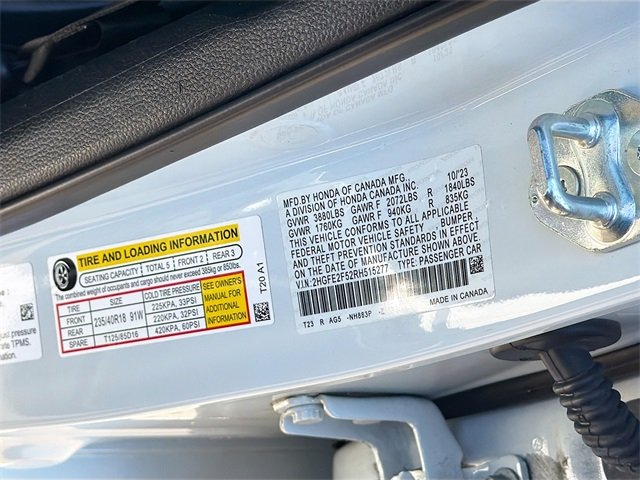 MFD.BY HONDA OF CANADA MFG. 10/'23
A DIVISION OF HONDA CANADA INC.
GVWR 3880LBS GAWR F 2072LBS R 1840LBS
GVWR 1760KG GAWR F 940KG R 835KG
THIS VEHICLE CONFORMS TO ALL APPLICABLE
FEDERAL MOTOR VEHICLE SAFETY , BUMPER ,
AND THEFT PREVENTION STANDARDS IN EFFECT
ON THE DATE OF MANUFACTURE SHOWN ABOVE.
V.I.N: 2HGFE2F52RH515277 TYPE: PASSENGER CAR
MADE IN CANADA
T23 R AG5 -NH883P
TIRE AND LOADING INFORMATION
SEATING CAPACITY TOTAL 5 FRONT 2 REAR 3
The combined weight of occupants and cargo should never exceed 385kg or 850lbs.
TIRE SIZE COLD TIRE PRESSURE
FRONT 235/40R18 91W 225KPA, 33PSI
REAR 220KPA, 32PSI
SPARE T125/85D16 420KPA, 60PSI
SEE OWNER'S
MANUAL FOR
ADDITIONAL
INFORMATION
T20 A1
just pressure
rate TPMS.